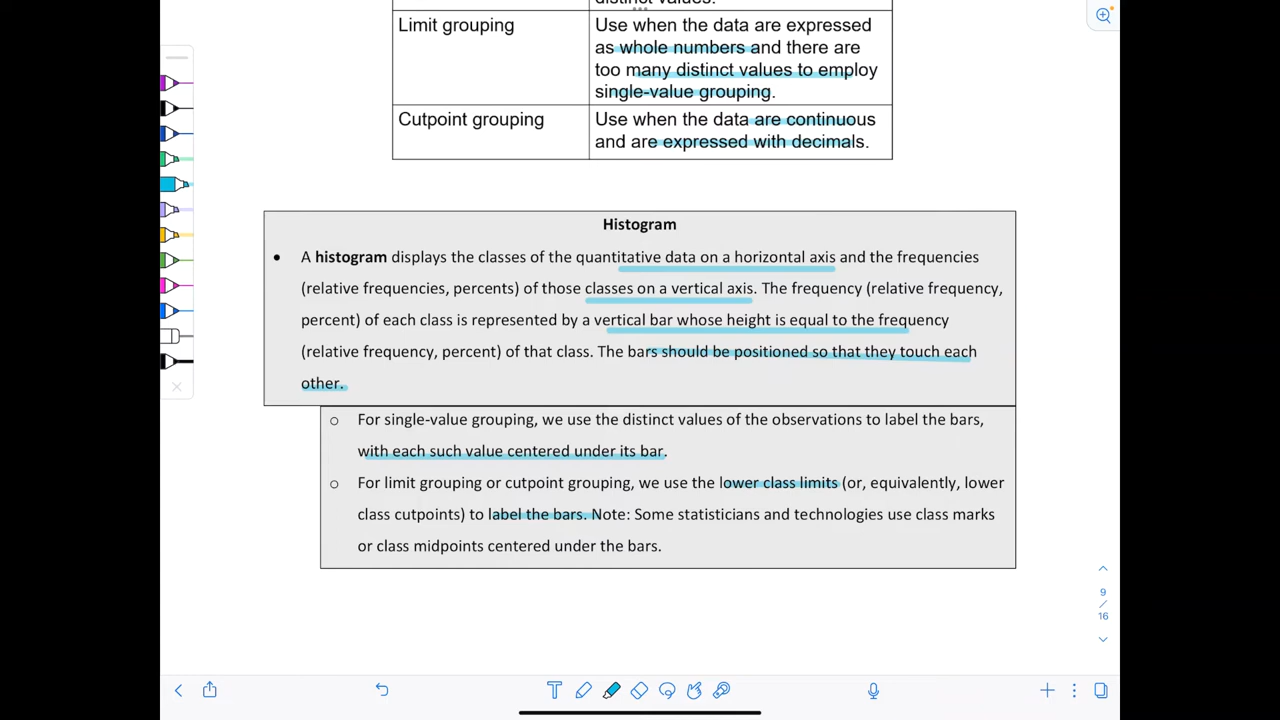 distinct values.
Limit grouping
Use when the data are expressed
as whole numbers and there are
too many distinct values to employ
single-value grouping.
Cutpoint grouping
Use when the data are continuous
and are expressed with decimals.
Histogram
• A histogram displays the classes of the quantitative data on a horizontal axis and the frequencies
(relative frequencies, percents) of those classes on a vertical axis. The frequency (relative frequency,
percent) of each class is represented by a vertical bar whose height is equal to the frequency
(relative frequency, percent) of that class. The bars should be positioned so that they touch each
other.
o For single-value grouping, we use the distinct values of the observations to label the bars,
with each such value centered under its bar.
o For limit grouping or cutpoint grouping, we use the lower class limits (or, equivalently, lower
class cutpoints) to label the bars. Note: Some statisticians and technologies use class marks
or class midpoints centered under the bars.
9
/
16